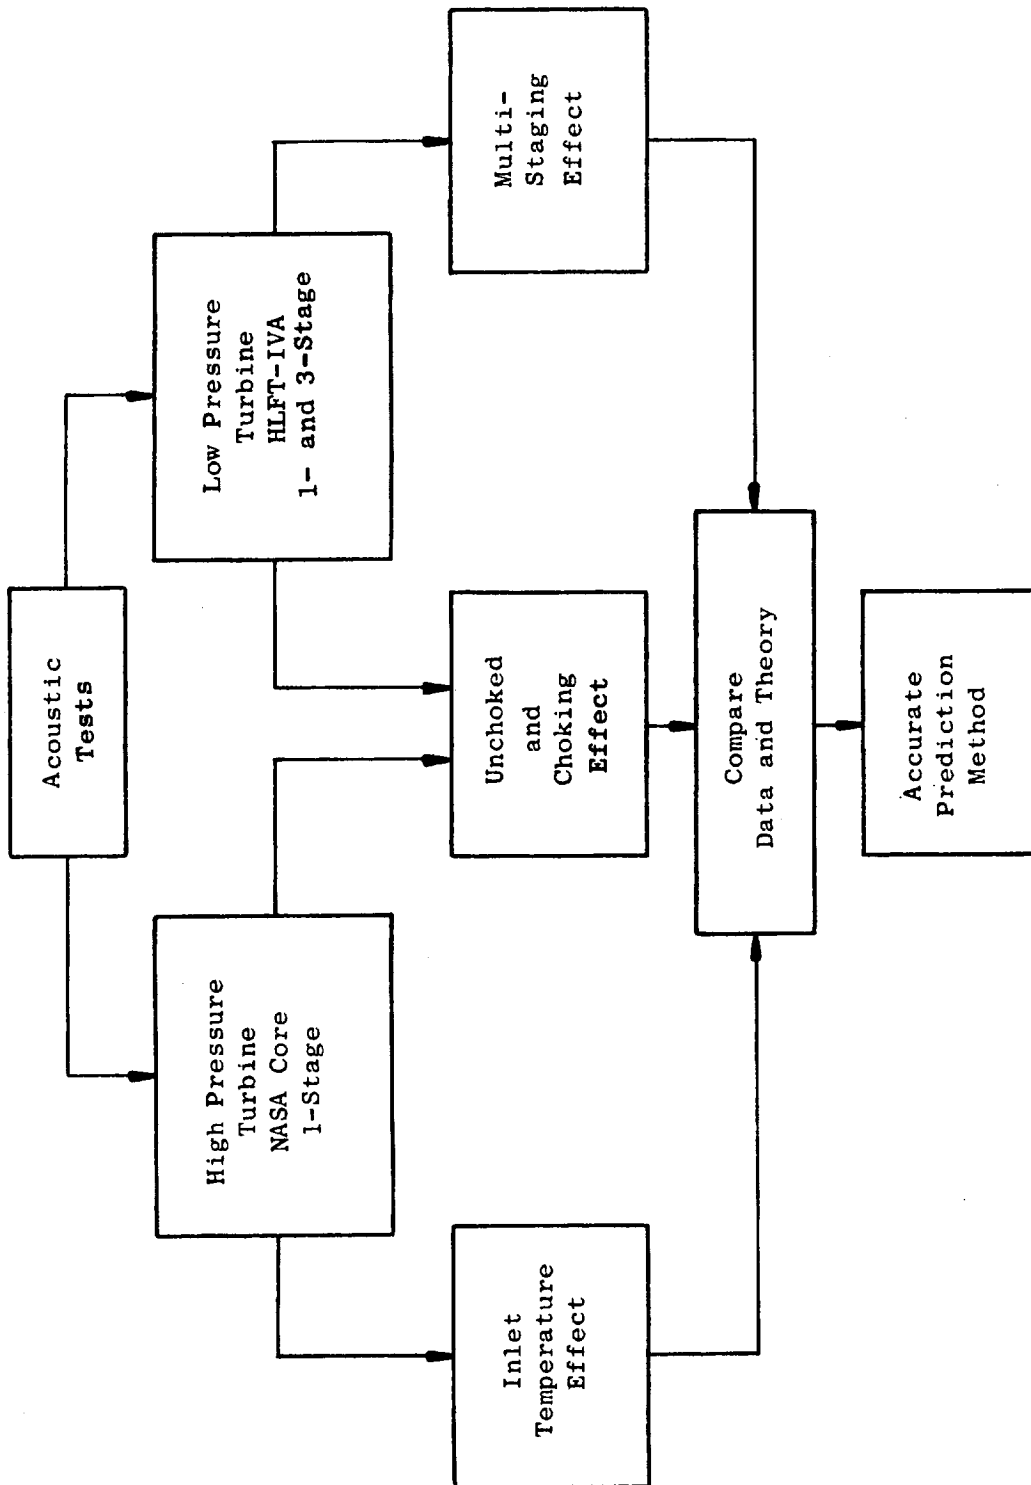 Acoustic
Tests
High Pressure
Turbine
NASA Core
1-Stage
Low Pressure
Turbine
HLFT-IVA
1- and 3-Stage
Inlet
Temperature
Effect
Unchoked
and
Choking
Effect
Multi-
Staging
Effect
Compare
Data and Theory
Accurate
Prediction
Method